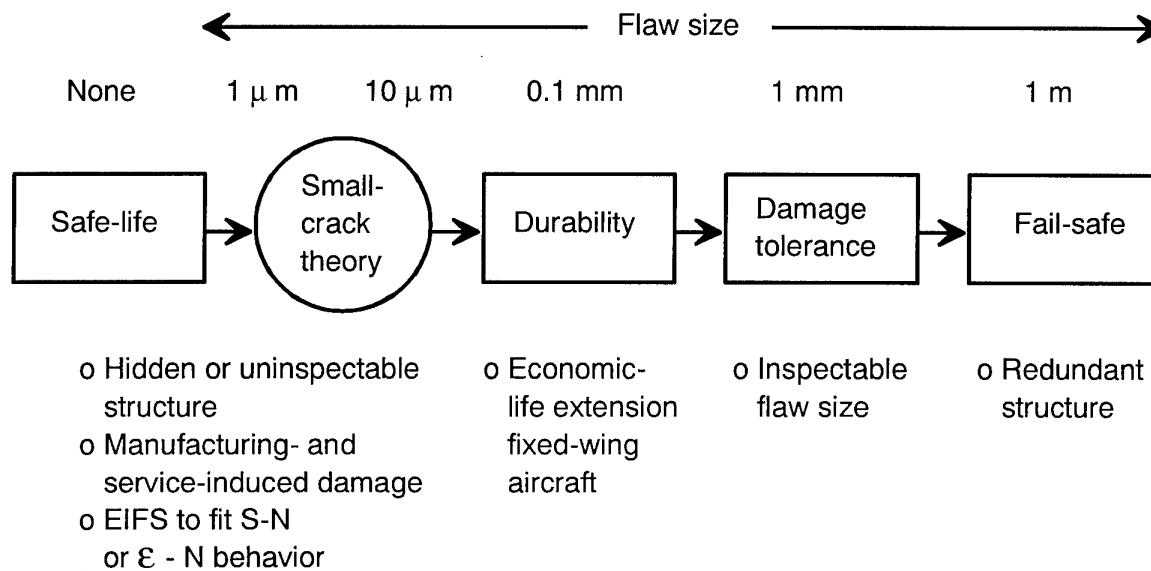 Flaw size
None
1 μ m
10 μ m
0.1 mm
1 mm
1 m
Safe-life
Small-
crack
theory
Durability
Damage
tolerance
Fail-safe
o Hidden or uninspectable
structure
o Manufacturing- and
service-induced damage
o EIFS to fit S-N
or ε - N behavior
o Economic-
life extension
fixed-wing
aircraft
o Inspectable
flaw size
o Redundant
structure